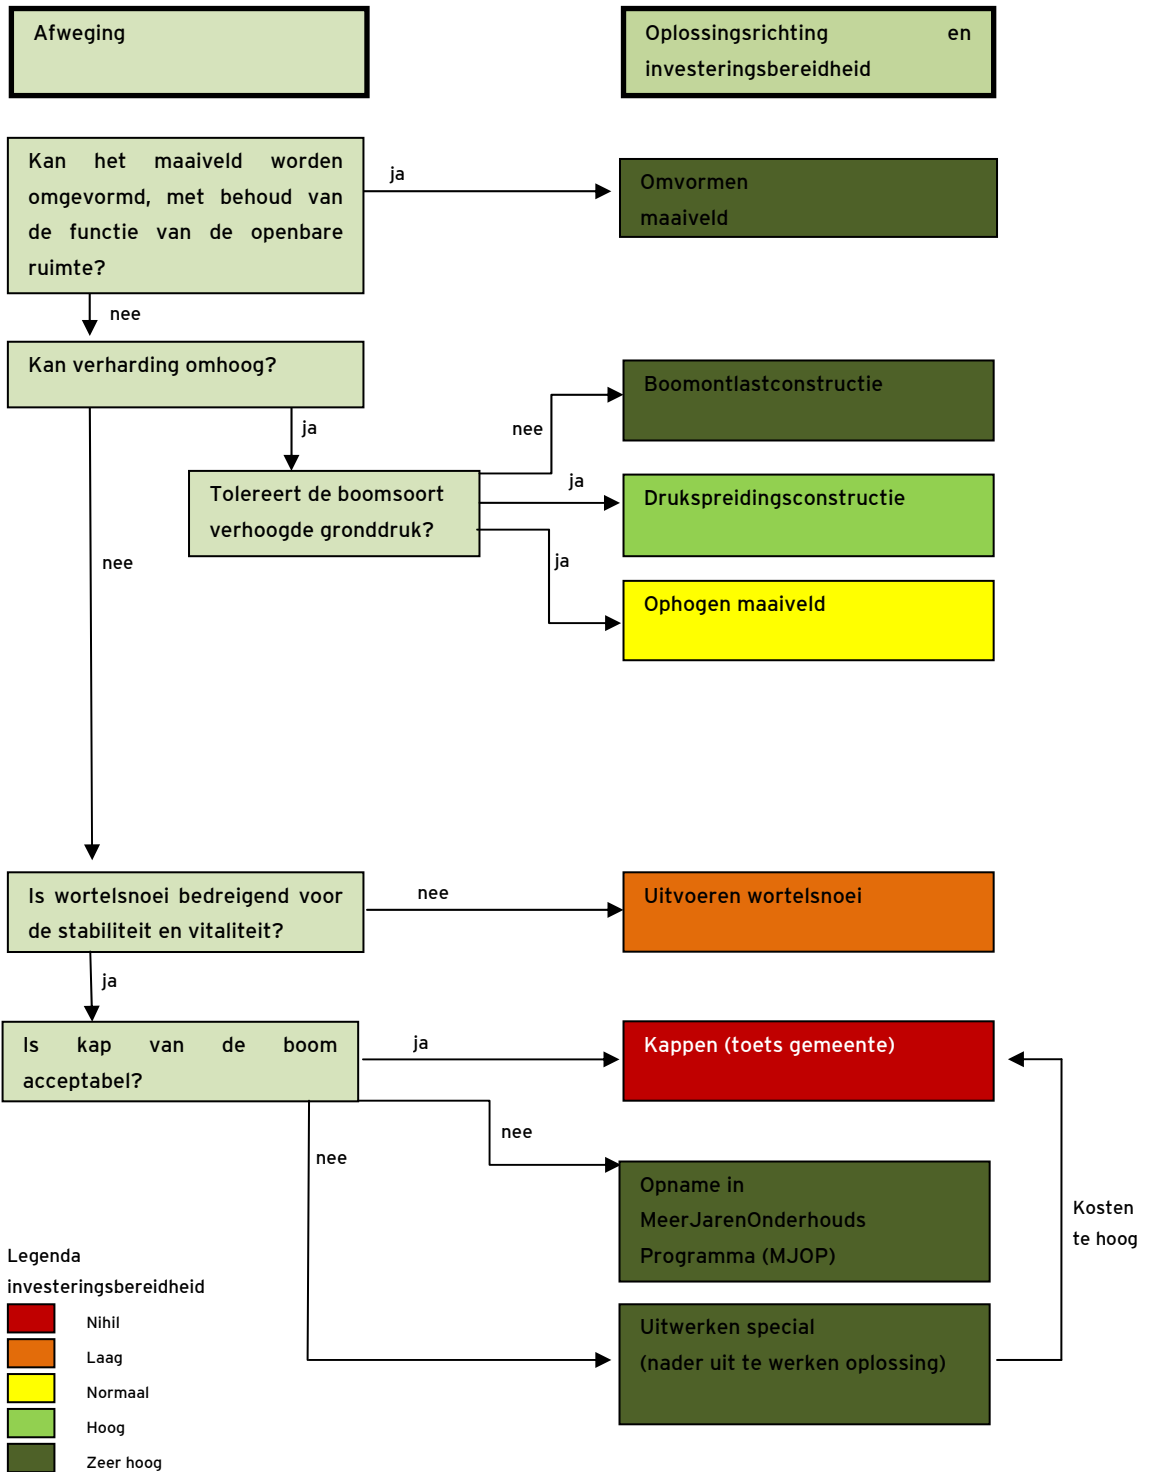 Afweging
Oplossingsrichting en
investeringsbereidheid
Kan het maaiveld worden
omgevormd, met behoud van
de functie van de openbare
ruimte?
ja
Omvormen
maaiveld
nee
Kan verharding omhoog?
ja
nee
Tolereert de boomsoort
verhoogde gronddruk?
nee
Boomontlastconstructie
ja
Drukspreidingsconstructie
ja
Ophogen maaiveld
Is wortelsnoei bedreigend voor
de stabiliteit en vitaliteit?
nee
Uitvoeren wortelsnoei
ja
Is kap van de boom
acceptabel?
ja
Kappen (toets gemeente)
nee
nee
Opname in
MeerJarenOnderhouds
Programma (MJOP)
Kosten
te hoog
Uitwerken special
(nader uit te werken oplossing)
Legenda
investeringsbereidheid
Nihil
Laag
Normaal
Hoog
Zeer hoog